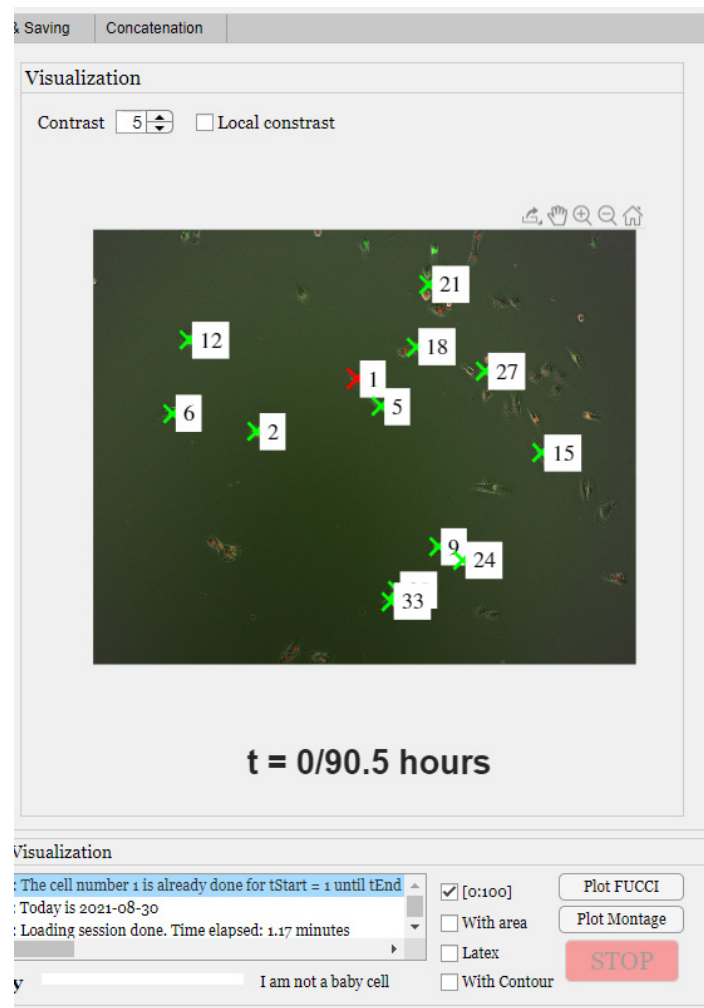 & Saving Concatenation
Visualization
Contrast 5 Local constrast
21
12
18
1
27
5
6
2
15
9
24
33
t = 0/90.5 hours
Visualization
: The cell number 1 is already done for tStart = 1 until tEnd
: Today is 2021-08-30
: Loading session done. Time elapsed: 1.17 minutes
[0:100]
With area
Latex
With Contour
Plot FUCCI
Plot Montage
STOP
y I am not a baby cell